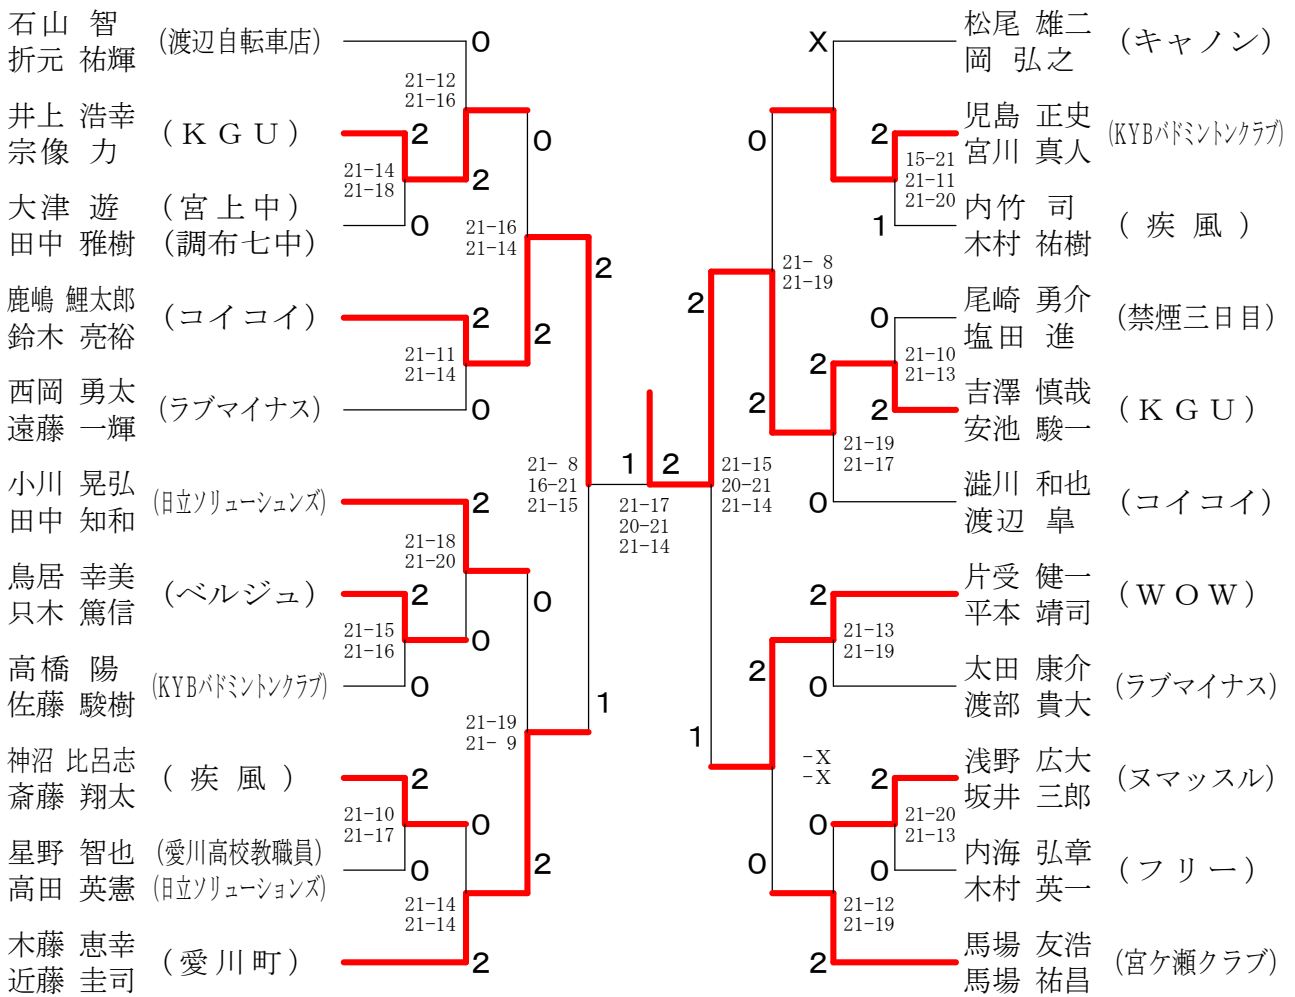 石山 智
折元 祐輝
(渡辺自転車店)
0
21-12
21-16
井上 浩幸
宗像 力
(ＫＧＵ)
2
21-14
21-18
2
0
大津 遊 (宮上中)
田中 雅樹 (調布七中)
0
21-16
21-14
2
鹿嶋 鯉太郎
鈴木 亮裕
(コイコイ)
2
21-11
21-14
2
西岡 勇太
遠藤 一輝
(ラブマイナス)
0
21- 8
16-21
21-15
小川 晃弘
田中 知和
(日立ソリューションズ)
2
21-18
21-20
鳥居 幸美
只木 篤信
(ベルジュ)
2
21-15
21-16
0
0
高橋 陽
佐藤 駿樹
(KYBバドミントンクラブ)
0
21-19
21- 9
1
神沼 比呂志
斎藤 翔太
(疾風)
2
21-10
21-17
0
星野 智也 (愛川高校教職員)
高田 英憲 (日立ソリューションズ)
0
21-14
21-14
2
木藤 恵幸
近藤 圭司
(愛川町)
2
1
2
21-17
20-21
21-14
X
松尾 雄二
岡 弘之
(キャノン)
0
2
児島 正史
宮川 真人
(KYBバドミントンクラブ)
15-21
21-11
21-20
1
内竹 司
木村 祐樹
(疾風)
21- 8
21-19
2
0
尾崎 勇介
塩田 進
(禁煙三日目)
21-10
21-13
2
2
2
吉澤 慎哉
安池 駿一
(ＫＧＵ)
21-19
21-17
21-15
20-21
21-14
0
澁川 和也
渡辺 皐
(コイコイ)
2
片受 健一
平本 靖司
(ＷＯＷ)
21-13
21-19
2
0
太田 康介
渡部 貴大
(ラブマイナス)
1
-X
-X
2
浅野 広大
坂井 三郎
(ヌマッスル)
21-20
21-13
0
0
0
内海 弘章
木村 英一
(フリー)
21-12
21-19
2
馬場 友浩
馬場 祐昌
(宮ケ瀬クラブ)